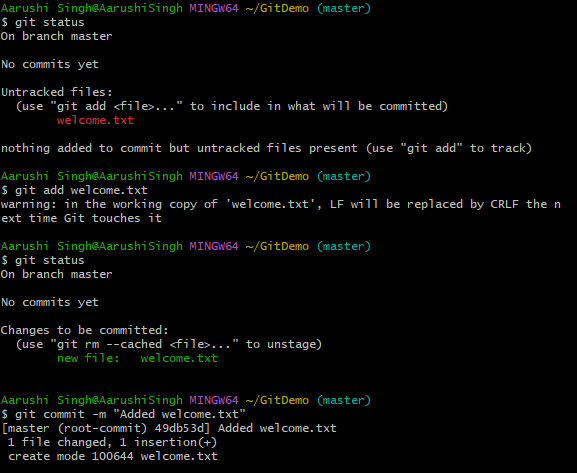 Aarushi Singh@AarushiSingh MINGW64 ~/GitDemo (master)
$ git status
On branch master
No commits yet
Untracked files:
  (use "git add <file>..." to include in what will be committed)
        welcome.txt
nothing added to commit but untracked files present (use "git add" to track)
Aarushi Singh@AarushiSingh MINGW64 ~/GitDemo (master)
$ git add welcome.txt
warning: in the working copy of 'welcome.txt', LF will be replaced by CRLF the n
ext time Git touches it
Aarushi Singh@AarushiSingh MINGW64 ~/GitDemo (master)
$ git status
On branch master
No commits yet
Changes to be committed:
  (use "git rm --cached <file>..." to unstage)
        new file:   welcome.txt
Aarushi Singh@AarushiSingh MINGW64 ~/GitDemo (master)
$ git commit -m "Added welcome.txt"
[master (root-commit) 49db53d] Added welcome.txt
 1 file changed, 1 insertion(+)
 create mode 100644 welcome.txt